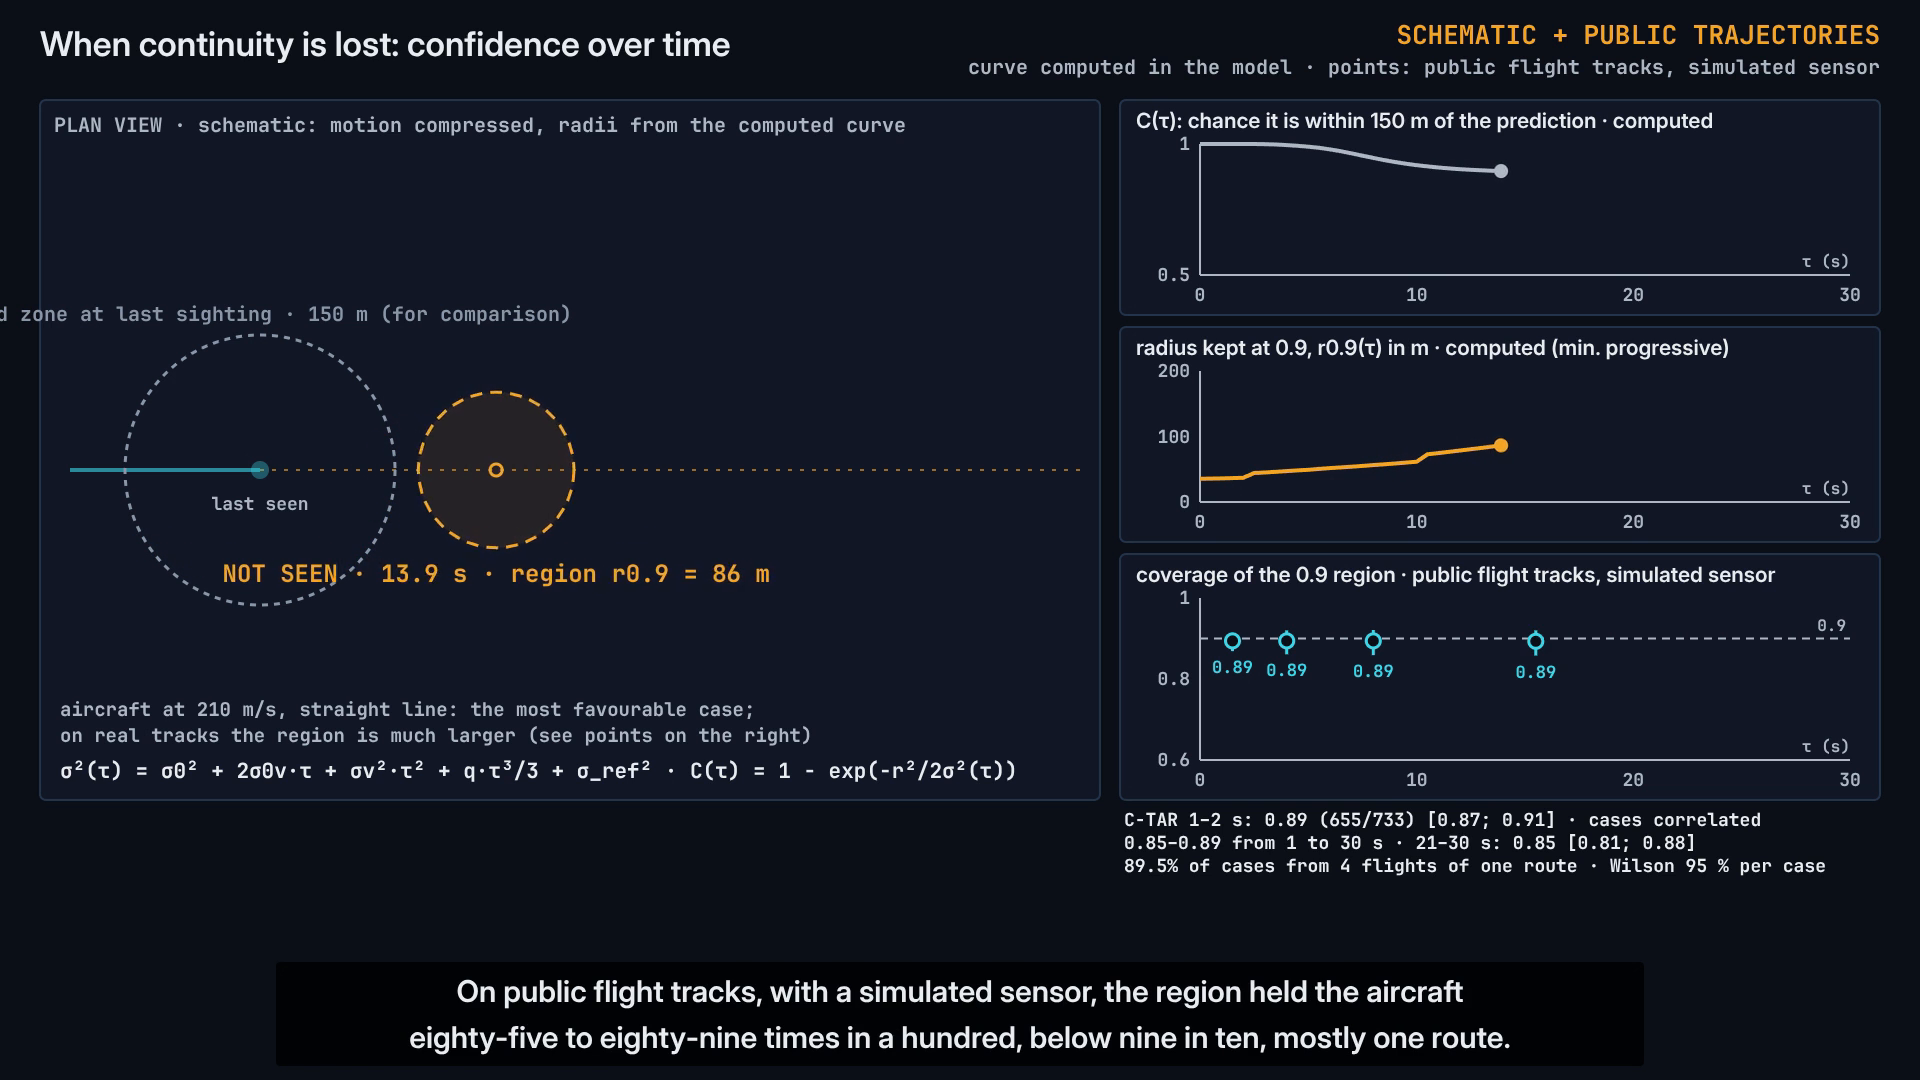 When continuity is lost: confidence over time
SCHEMATIC + PUBLIC TRAJECTORIES
curve computed in the model · points: public flight tracks, simulated sensor
PLAN VIEW · schematic: motion compressed, radii from the computed curve
zone at last sighting · 150 m (for comparison)
last seen
NOT SEEN · 13.9 s · region r0.9 = 86 m
aircraft at 210 m/s, straight line: the most favourable case;
on real tracks the region is much larger (see points on the right)
σ²(τ) = σ0² + 2σ0v·τ + σv²·τ² + q·τ³/3 + σ_ref² · C(τ) = 1 - exp(-r²/2σ²(τ))
C(τ): chance it is within 150 m of the prediction · computed
1
0.5
τ (s)
0 10 20 30
radius kept at 0.9, r0.9(τ) in m · computed (min. progressive)
200
100
0
τ (s)
0 10 20 30
coverage of the 0.9 region · public flight tracks, simulated sensor
1
0.9
0.89 0.89 0.89 0.89
0.8
τ (s)
0.6
0 10 20 30
C-TAR 1–2 s: 0.89 (655/733) [0.87; 0.91] · cases correlated
0.85–0.89 from 1 to 30 s · 21–30 s: 0.85 [0.81; 0.88]
89.5% of cases from 4 flights of one route · Wilson 95 % per case
On public flight tracks, with a simulated sensor, the region held the aircraft
eighty-five to eighty-nine times in a hundred, below nine in ten, mostly one route.